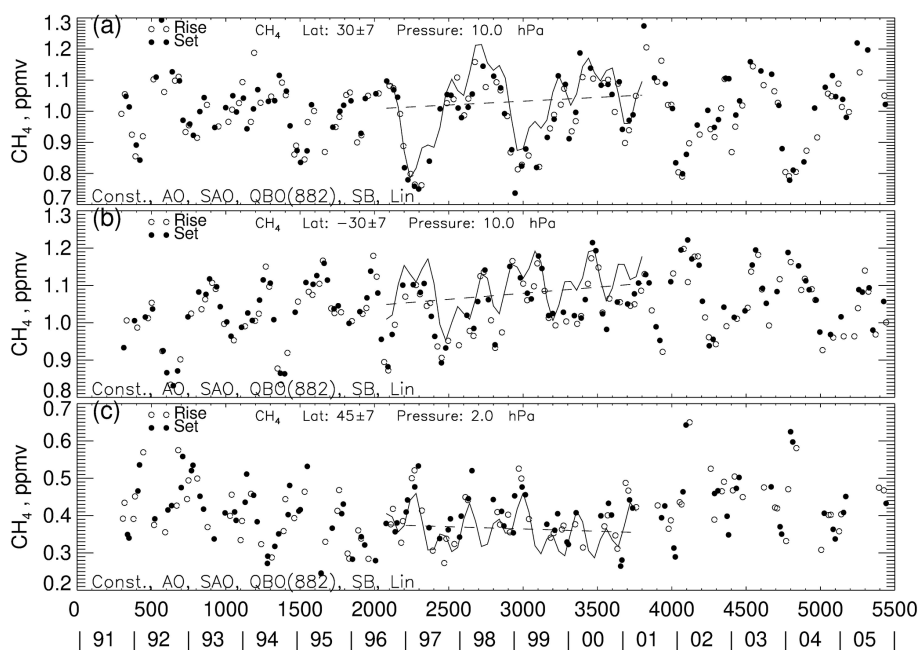 (a)
Rise CH4 Lat: 30±7 Pressure: 10.0 hPa
Set
1.3
1.2
1.1
1.0
0.9
0.8
0.7
CH4 , ppmv
Const., AO, SAO, QBO(882), SB, Lin
(b)
Rise CH4 Lat: −30±7 Pressure: 10.0 hPa
Set
1.3
1.2
1.1
1.0
0.9
0.8
CH4 , ppmv
Const., AO, SAO, QBO(882), SB, Lin
(c)
Rise CH4 Lat: 45±7 Pressure: 2.0 hPa
Set
0.7
0.6
0.5
0.4
0.3
0.2
CH4 , ppmv
Const., AO, SAO, QBO(882), SB, Lin
0 500 1000 1500 2000 2500 3000 3500 4000 4500 5000 5500
| 91 | 92 | 93 | 94 | 95 | 96 | 97 | 98 | 99 | 00 | 01 | 02 | 03 | 04 | 05 |